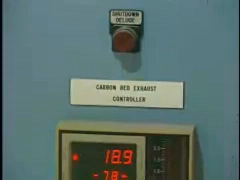 SHUTDOWN
DELUGE
CARBON BED EXHAUST
CONTROLLER
18.9
-7.8-